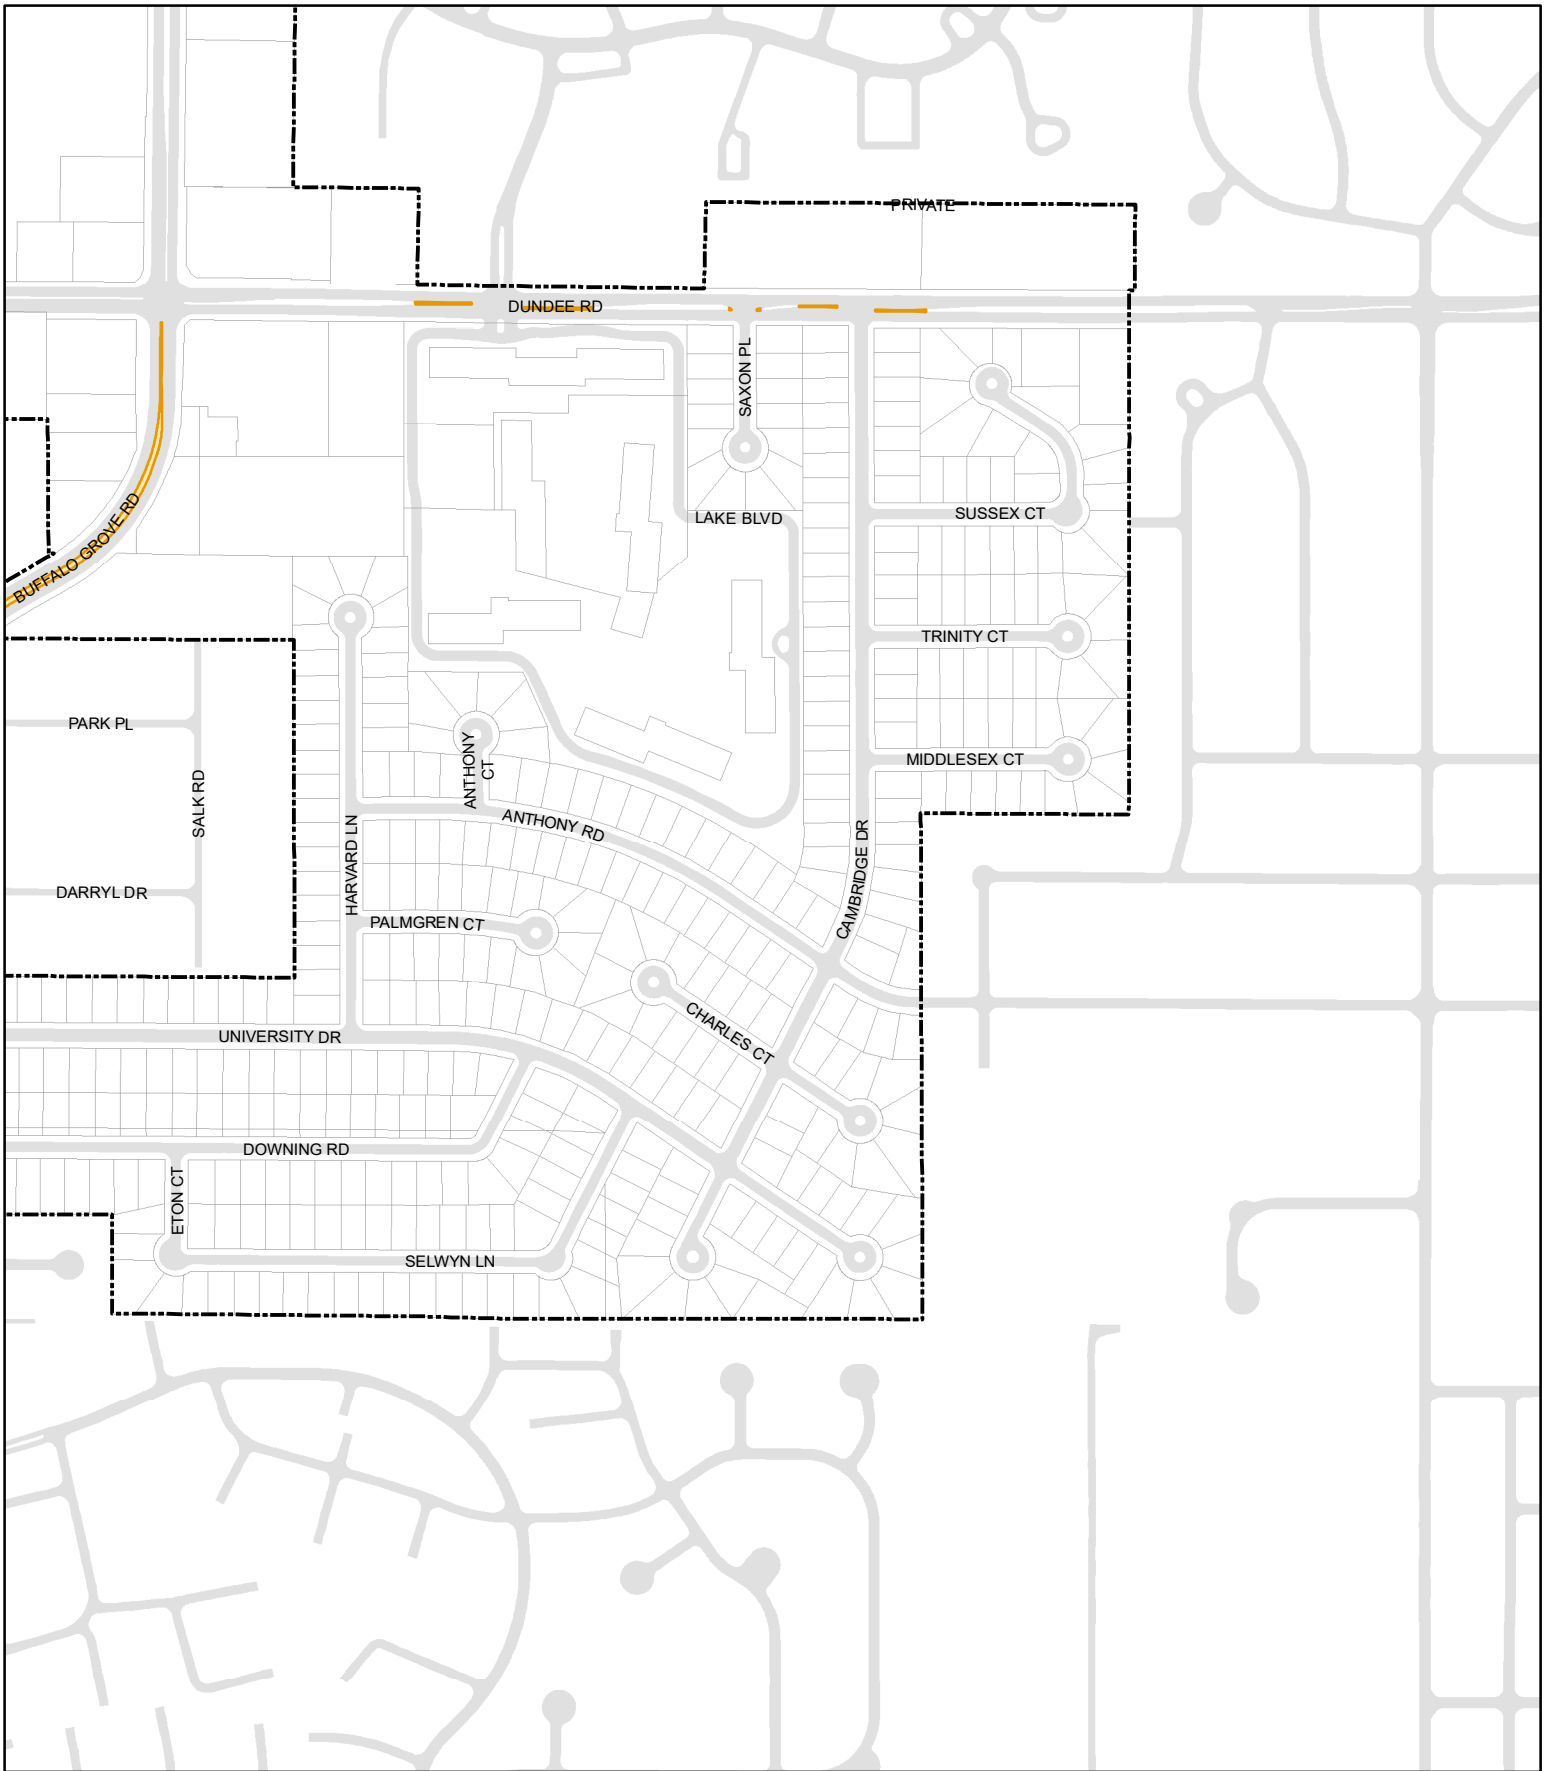 PRIVATE
DUNDEE RD
SAXON PL
BUFFALO GROVE RD
LAKE BLVD
SUSSEX CT
TRINITY CT
PARK PL
MIDDLESEX CT
ANTHONY
CT
SALK RD
ANTHONY RD
HARVARD LN
CAMBRIDGE DR
DARRYL DR
PALMGREN CT
CHARLES CT
UNIVERSITY DR
DOWNING RD
ETON CT
SELWYN LN